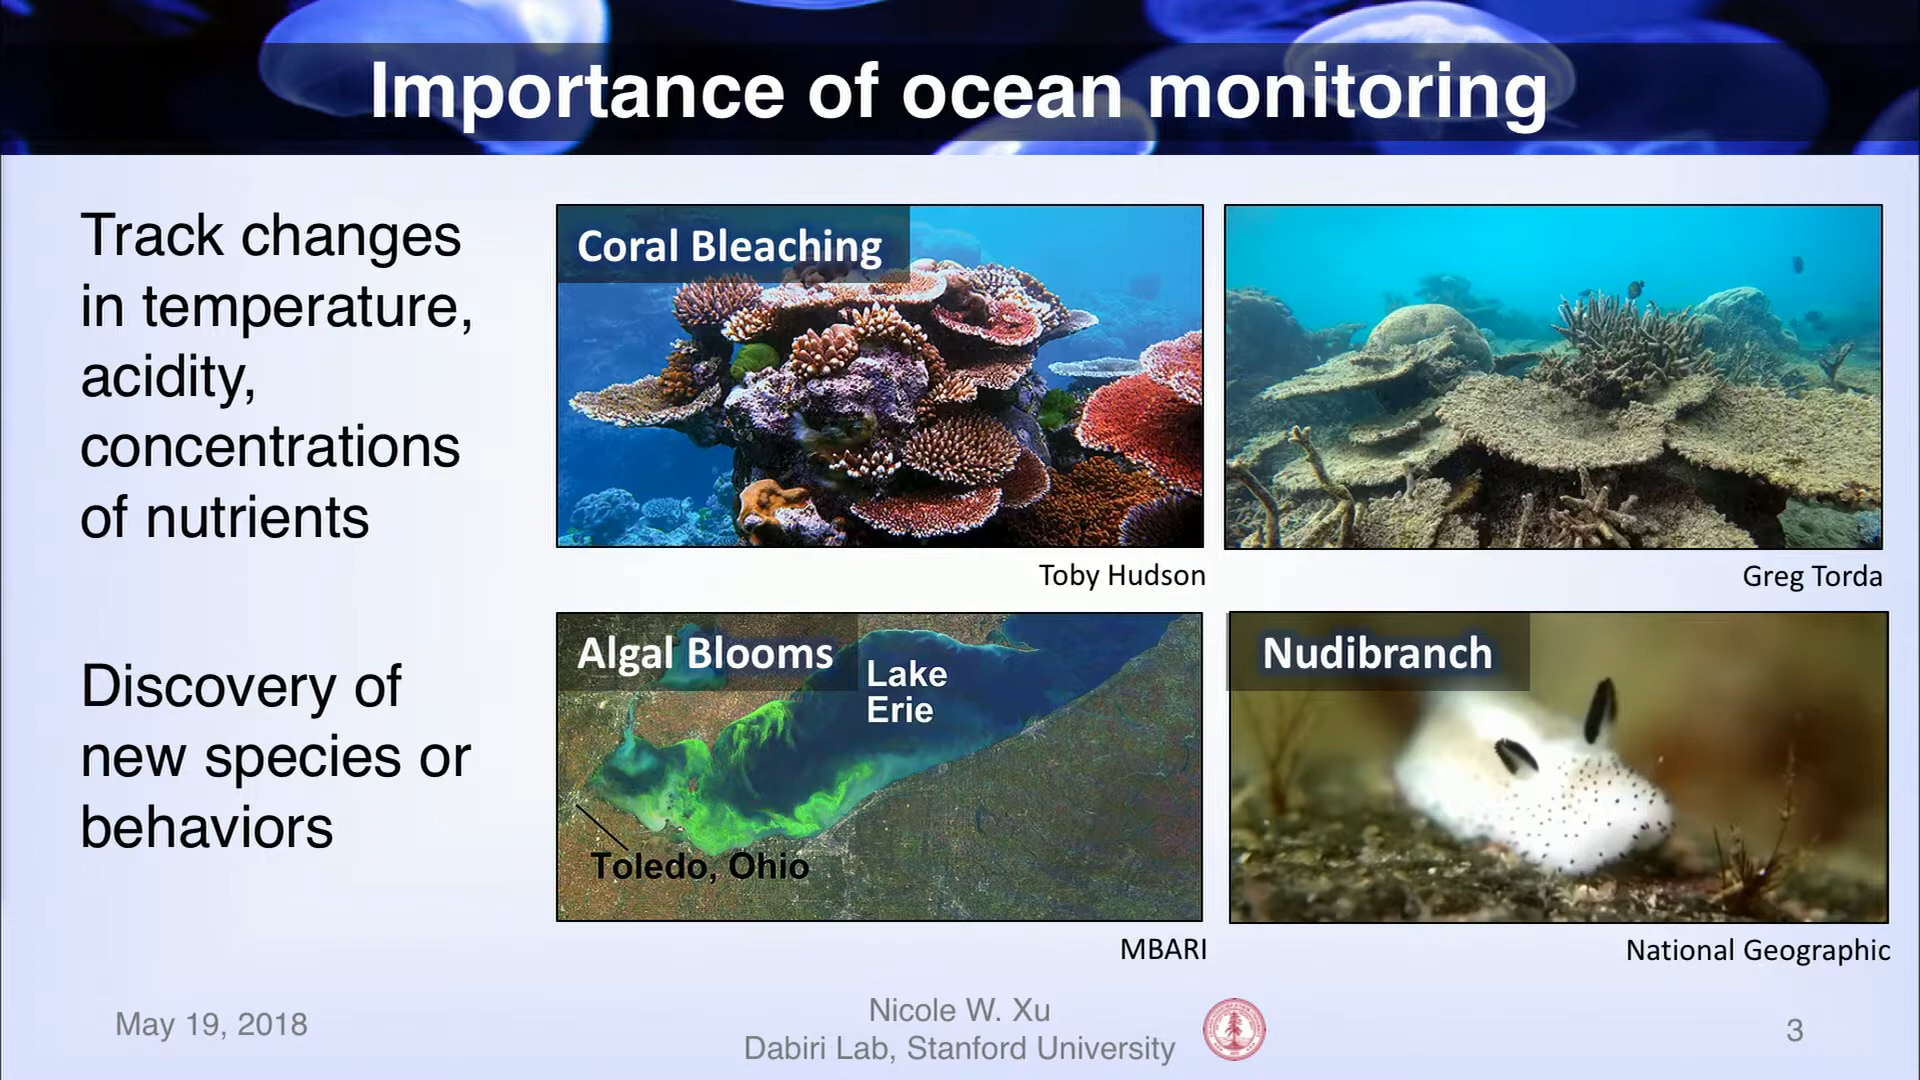 Importance of ocean monitoring
Track changes
in temperature,
acidity,
concentrations
of nutrients
Discovery of
new species or
behaviors
Coral Bleaching
Toby Hudson
Greg Torda
Algal Blooms
Lake
Erie
Toledo, Ohio
MBARI
Nudibranch
National Geographic
May 19, 2018
Nicole W. Xu
Dabiri Lab, Stanford University
3